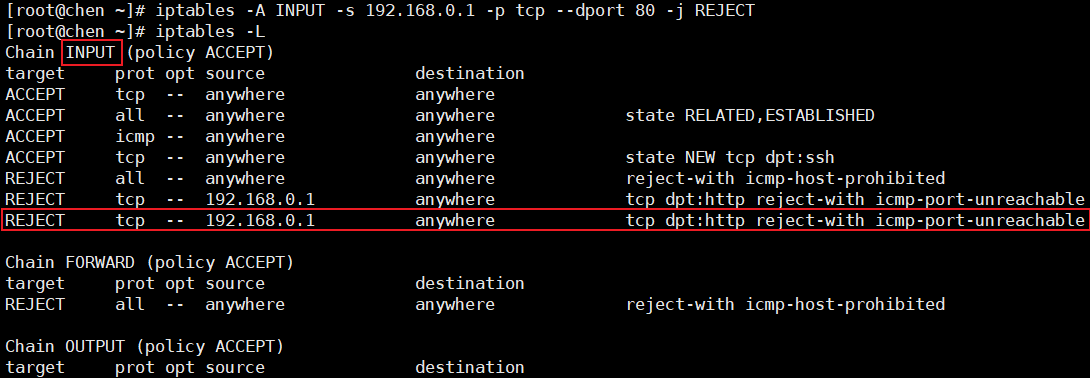 [root@chen ~]# iptables -A INPUT -s 192.168.0.1 -p tcp --dport 80 -j REJECT
[root@chen ~]# iptables -L
Chain INPUT (policy ACCEPT)
target     prot opt source               destination
ACCEPT     tcp  --  anywhere             anywhere
ACCEPT     all  --  anywhere             anywhere             state RELATED,ESTABLISHED
ACCEPT     icmp --  anywhere             anywhere
ACCEPT     tcp  --  anywhere             anywhere             state NEW tcp dpt:ssh
REJECT     all  --  anywhere             anywhere             reject-with icmp-host-prohibited
REJECT     tcp  --  192.168.0.1          anywhere             tcp dpt:http reject-with icmp-port-unreachable
REJECT     tcp  --  192.168.0.1          anywhere             tcp dpt:http reject-with icmp-port-unreachable

Chain FORWARD (policy ACCEPT)
target     prot opt source               destination
REJECT     all  --  anywhere             anywhere             reject-with icmp-host-prohibited

Chain OUTPUT (policy ACCEPT)
target     prot opt source               destination